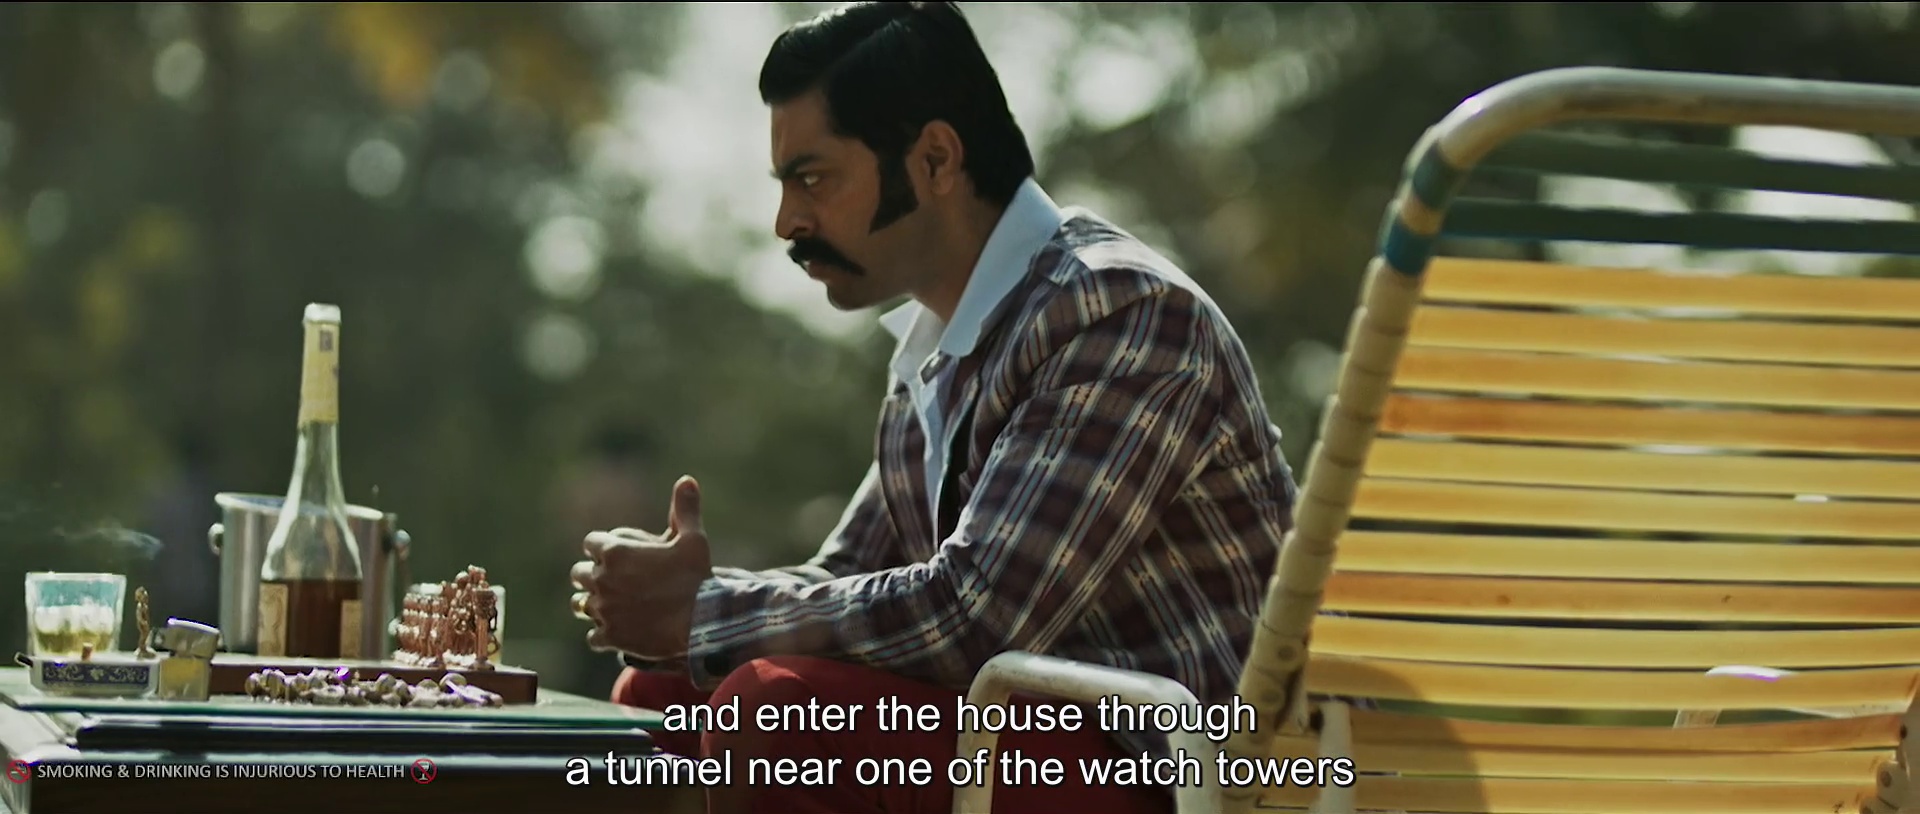 and enter the house through
a tunnel near one of the watch towers
SMOKING & DRINKING IS INJURIOUS TO HEALTH